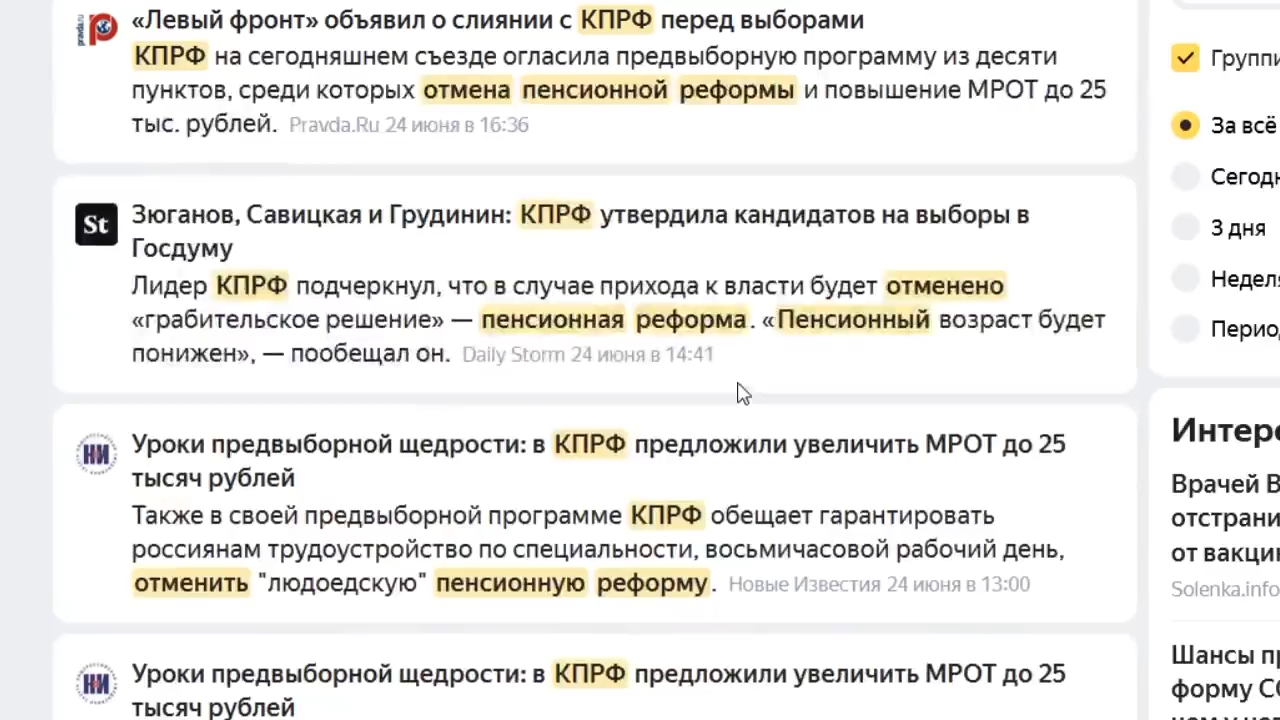 «Левый фронт» объявил о слиянии с КПРФ перед выборами
КПРФ на сегодняшнем съезде огласила предвыборную программу из десяти
пунктов, среди которых отмена пенсионной реформы и повышение МРОТ до 25
тыс. рублей. Pravda.Ru 24 июня в 16:36
St
Зюганов, Савицкая и Грудинин: КПРФ утвердила кандидатов на выборы в
Госдуму
Лидер КПРФ подчеркнул, что в случае прихода к власти будет отменено
«грабительское решение» — пенсионная реформа. «Пенсионный возраст будет
понижен», — пообещал он. Daily Storm 24 июня в 14:41
НИ
Уроки предвыборной щедрости: в КПРФ предложили увеличить МРОТ до 25
тысяч рублей
Также в своей предвыборной программе КПРФ обещает гарантировать
россиянам трудоустройство по специальности, восьмичасовой рабочий день,
отменить "людоедскую" пенсионную реформу. Новые Известия 24 июня в 13:00
НИ
Уроки предвыборной щедрости: в КПРФ предложили увеличить МРОТ до 25
тысяч рублей
Группи
За всё
Сегодн
3 дня
Неделя
Период
Интере
Врачей В
отстрани
от вакцин
Solenka.info
Шансы пр
форму СС